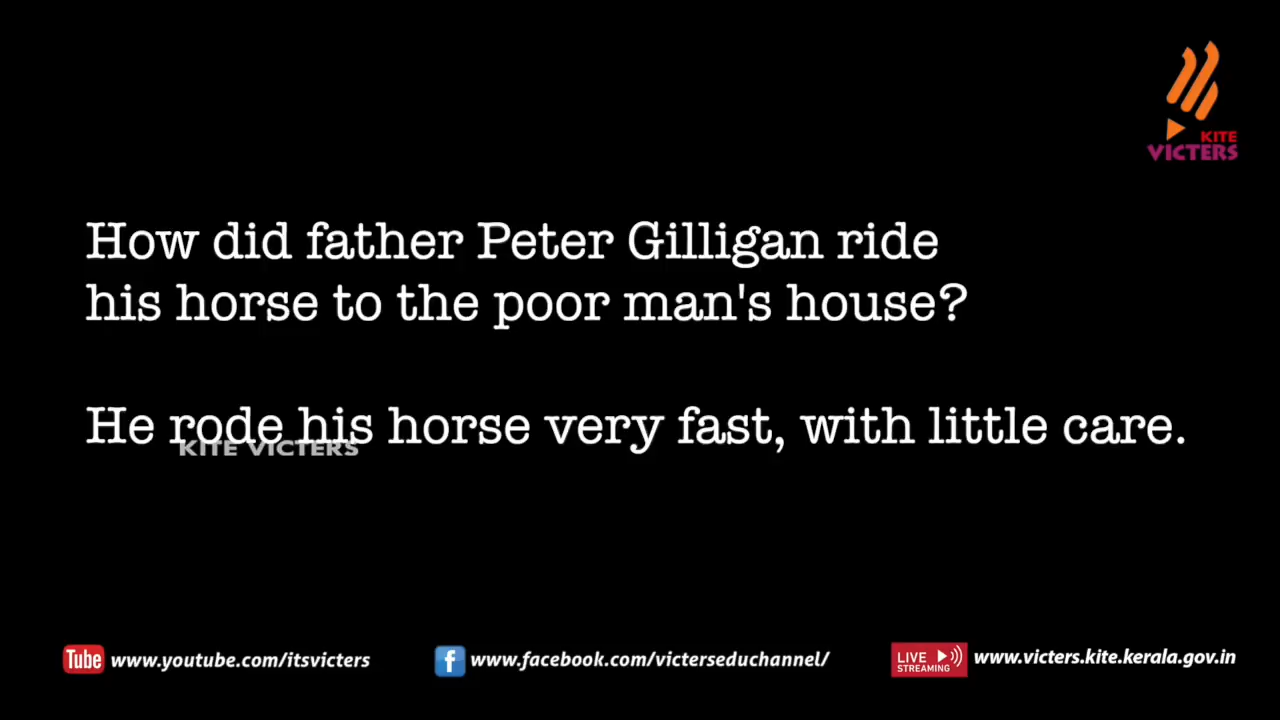 KITE
VICTERS
How did father Peter Gilligan ride
his horse to the poor man's house?
He rode his horse very fast, with little care.
KITE VICTERS
Tube www.youtube.com/itsvicters
f www.facebook.com/victerseduchannel/
LIVE STREAMING www.victers.kite.kerala.gov.in